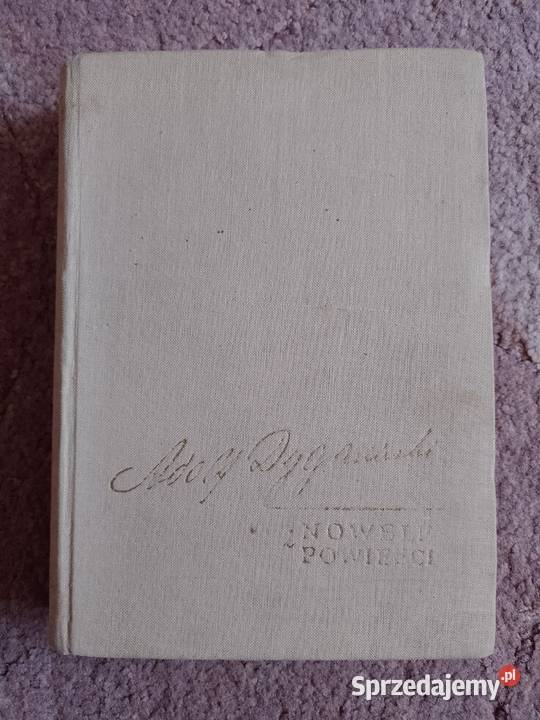 Adolf Dygasiński
NOWELE
POWIEŚCI
Sprzedajemy.pl